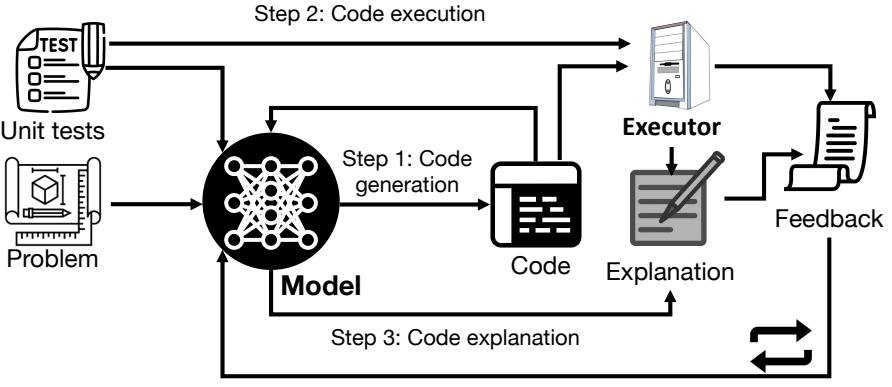 Step 2: Code execution
TEST
Unit tests
Executor
Step 1: Code
generation
Problem
Model
Code
Explanation
Feedback
Step 3: Code explanation